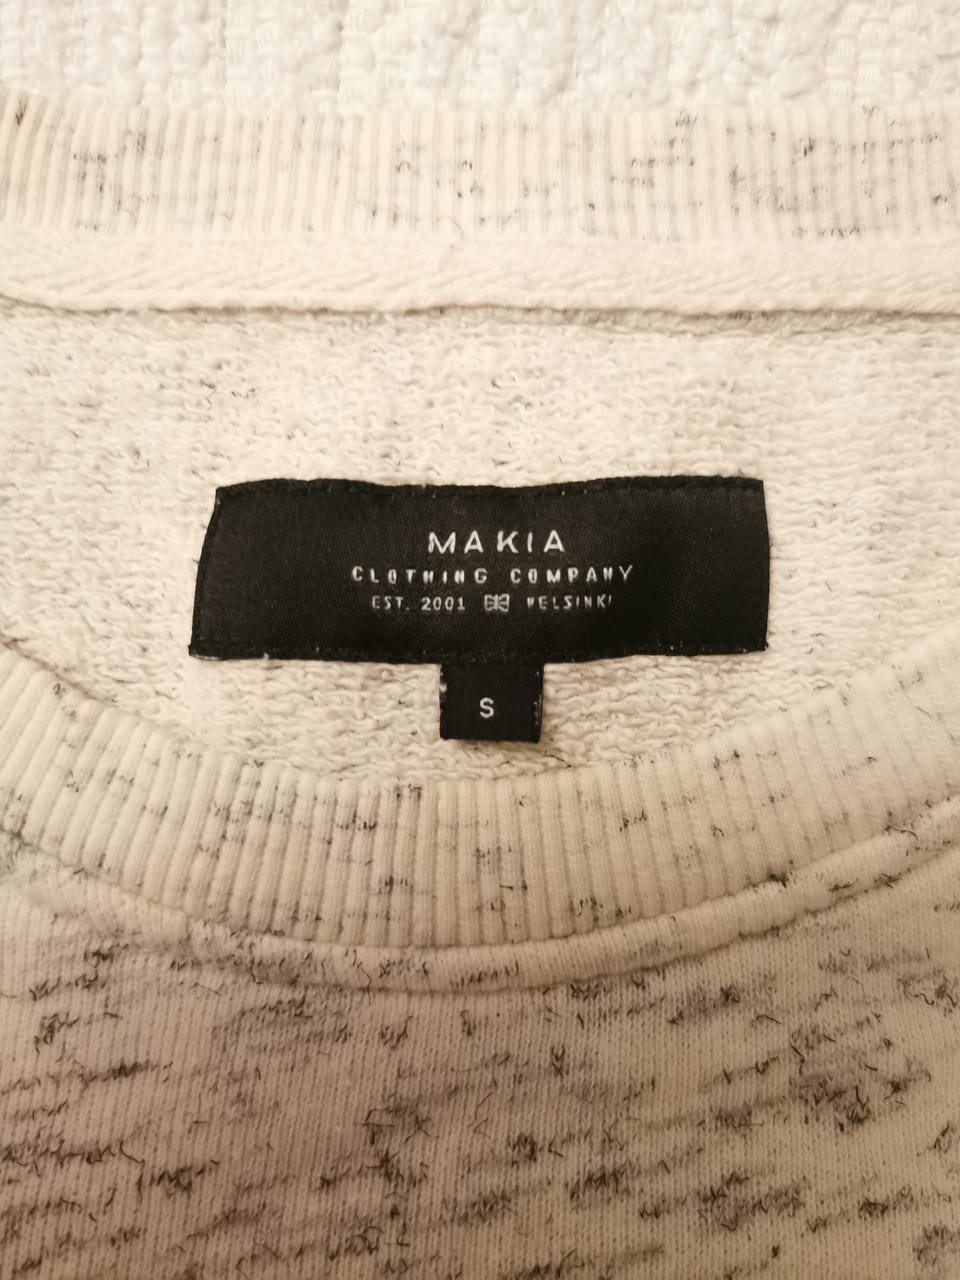 MAKIA
CLOTHING COMPANY
EST. 2001 HELSINKI
S